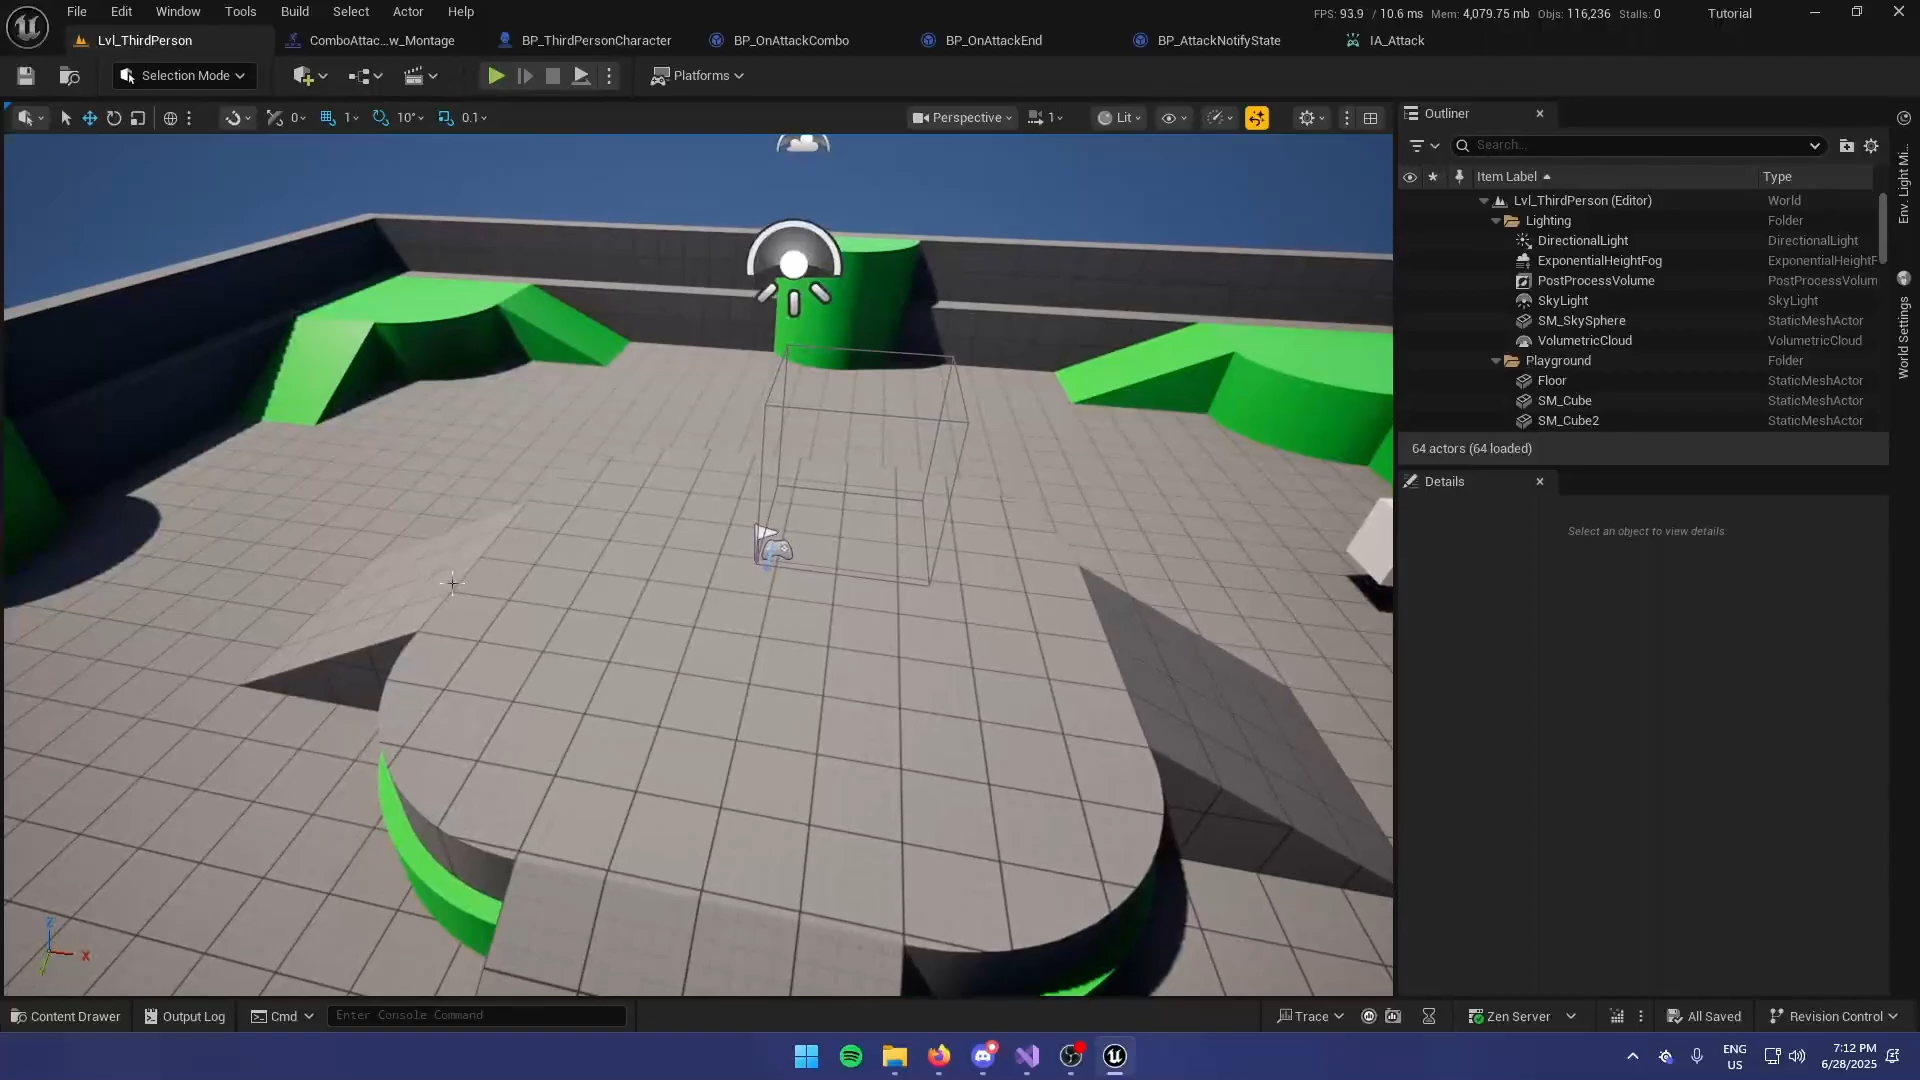 File Edit Window Tools Build Select Actor Help
FPS: 93.9 / 10.6 ms Mem: 4,079.75 mb Objs: 116,236 Stalls: 0
Tutorial
Lvl_ThirdPerson
ComboAttac...w_Montage
BP_ThirdPersonCharacter
BP_OnAttackCombo
BP_OnAttackEnd
BP_AttackNotifyState
IA_Attack
Selection Mode
Platforms
0 1 10° 0.1
Perspective 1 Lit
Outliner
Search...
Item Label Type
Lvl_ThirdPerson (Editor) World
Lighting Folder
DirectionalLight DirectionalLight
ExponentialHeightFog ExponentialHeightF
PostProcessVolume PostProcessVolum
SkyLight SkyLight
SM_SkySphere StaticMeshActor
VolumetricCloud VolumetricCloud
Playground Folder
Floor StaticMeshActor
SM_Cube StaticMeshActor
SM_Cube2 StaticMeshActor
64 actors (64 loaded)
Details
Select an object to view details
Env. Light Mi...
World Settings
Z
X
Content Drawer
Output Log
Cmd
Enter Console Command
Trace
Zen Server
All Saved
Revision Control
ENG
US
7:12 PM
6/28/2025